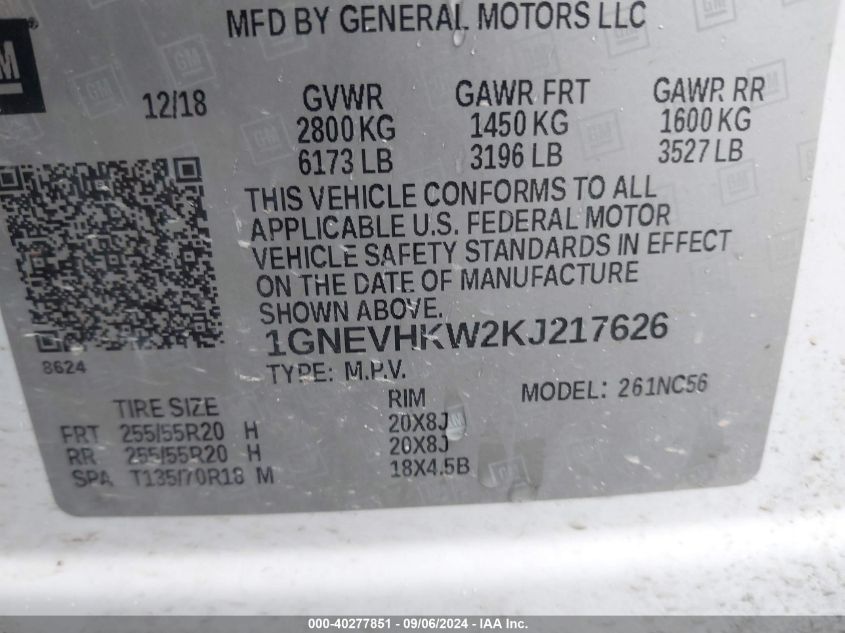 MFD BY GENERAL MOTORS LLC
GM
12/18
GVWR GAWR FRT GAWR RR
2800 KG 1450 KG 1600 KG
6173 LB 3196 LB 3527 LB
THIS VEHICLE CONFORMS TO ALL
APPLICABLE U.S. FEDERAL MOTOR
VEHICLE SAFETY STANDARDS IN EFFECT
ON THE DATE OF MANUFACTURE
SHOWN ABOVE.
1GNEVHKW2KJ217626
8624
TYPE: M.P.V.
MODEL: 261NC56
TIRE SIZE RIM
FRT 255/55R20 H 20X8J
RR 255/55R20 H 20X8J
SPA T135/70R18 M 18X4.5B
000-40277851 - 09/06/2024 - IAA Inc.